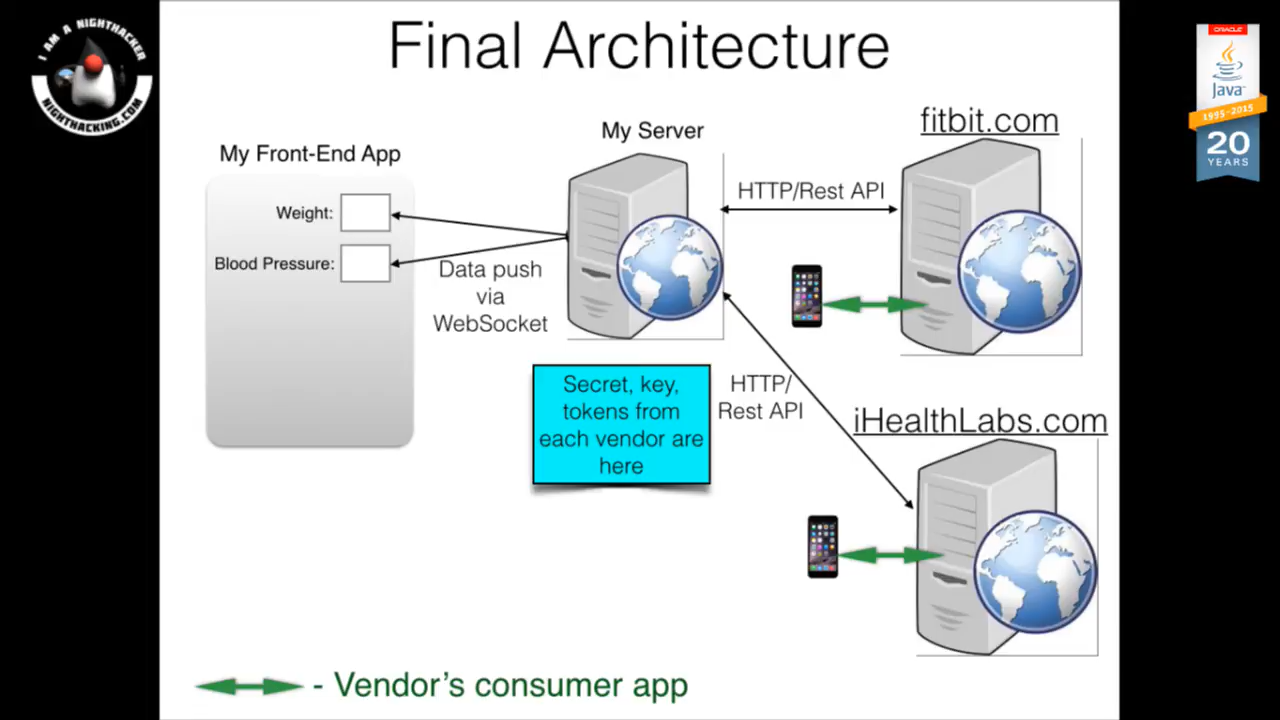 Final Architecture
I AM A NIGHTHACKER
NIGHTHACKING.COM
ORACLE
Java
1995-2015
20
YEARS
My Front-End App
Weight:
Blood Pressure:
Data push
via
WebSocket
My Server
HTTP/Rest API
fitbit.com
Secret, key,
tokens from
each vendor are
here
HTTP/
Rest API
iHealthLabs.com
- Vendor's consumer app